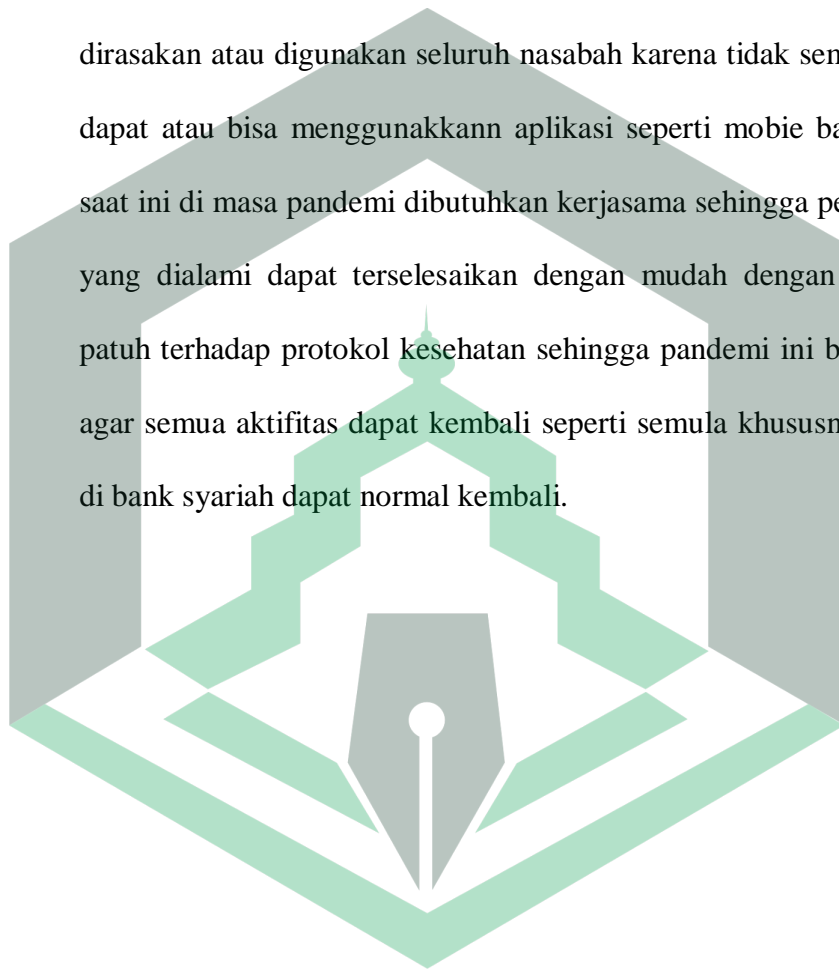 dirasakan atau digunakan seluruh nasabah karena tidak
dapat atau bisa menggunakkann aplikasi seperti mobie
saat ini di masa pandemi dibutuhkan kerjasama sehingga
yang dialami dapat terselesaikan dengan mudah dengan
patuh terhadap protokol kesehatan sehingga pandemi ini
agar semua aktifitas dapat kembali seperti semula
di bank syariah dapat normal kembali.